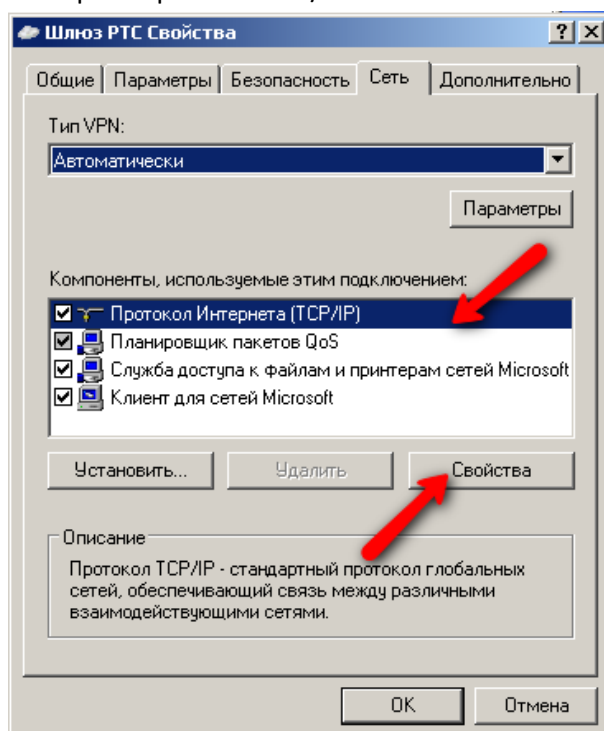 Шлюз РТС Свойства
Общие Параметры Безопасность Сеть Дополнительно
Тип VPN:
Автоматически
Параметры
Компоненты, используемые этим подключением:
Протокол Интернета (TCP/IP)
Планировщик пакетов QoS
Служба доступа к файлам и принтерам сетей Microsoft
Клиент для сетей Microsoft
Установить... Удалить Свойства
Описание
Протокол TCP/IP - стандартный протокол глобальных
сетей, обеспечивающий связь между различными
взаимодействующими сетями.
OK Отмена